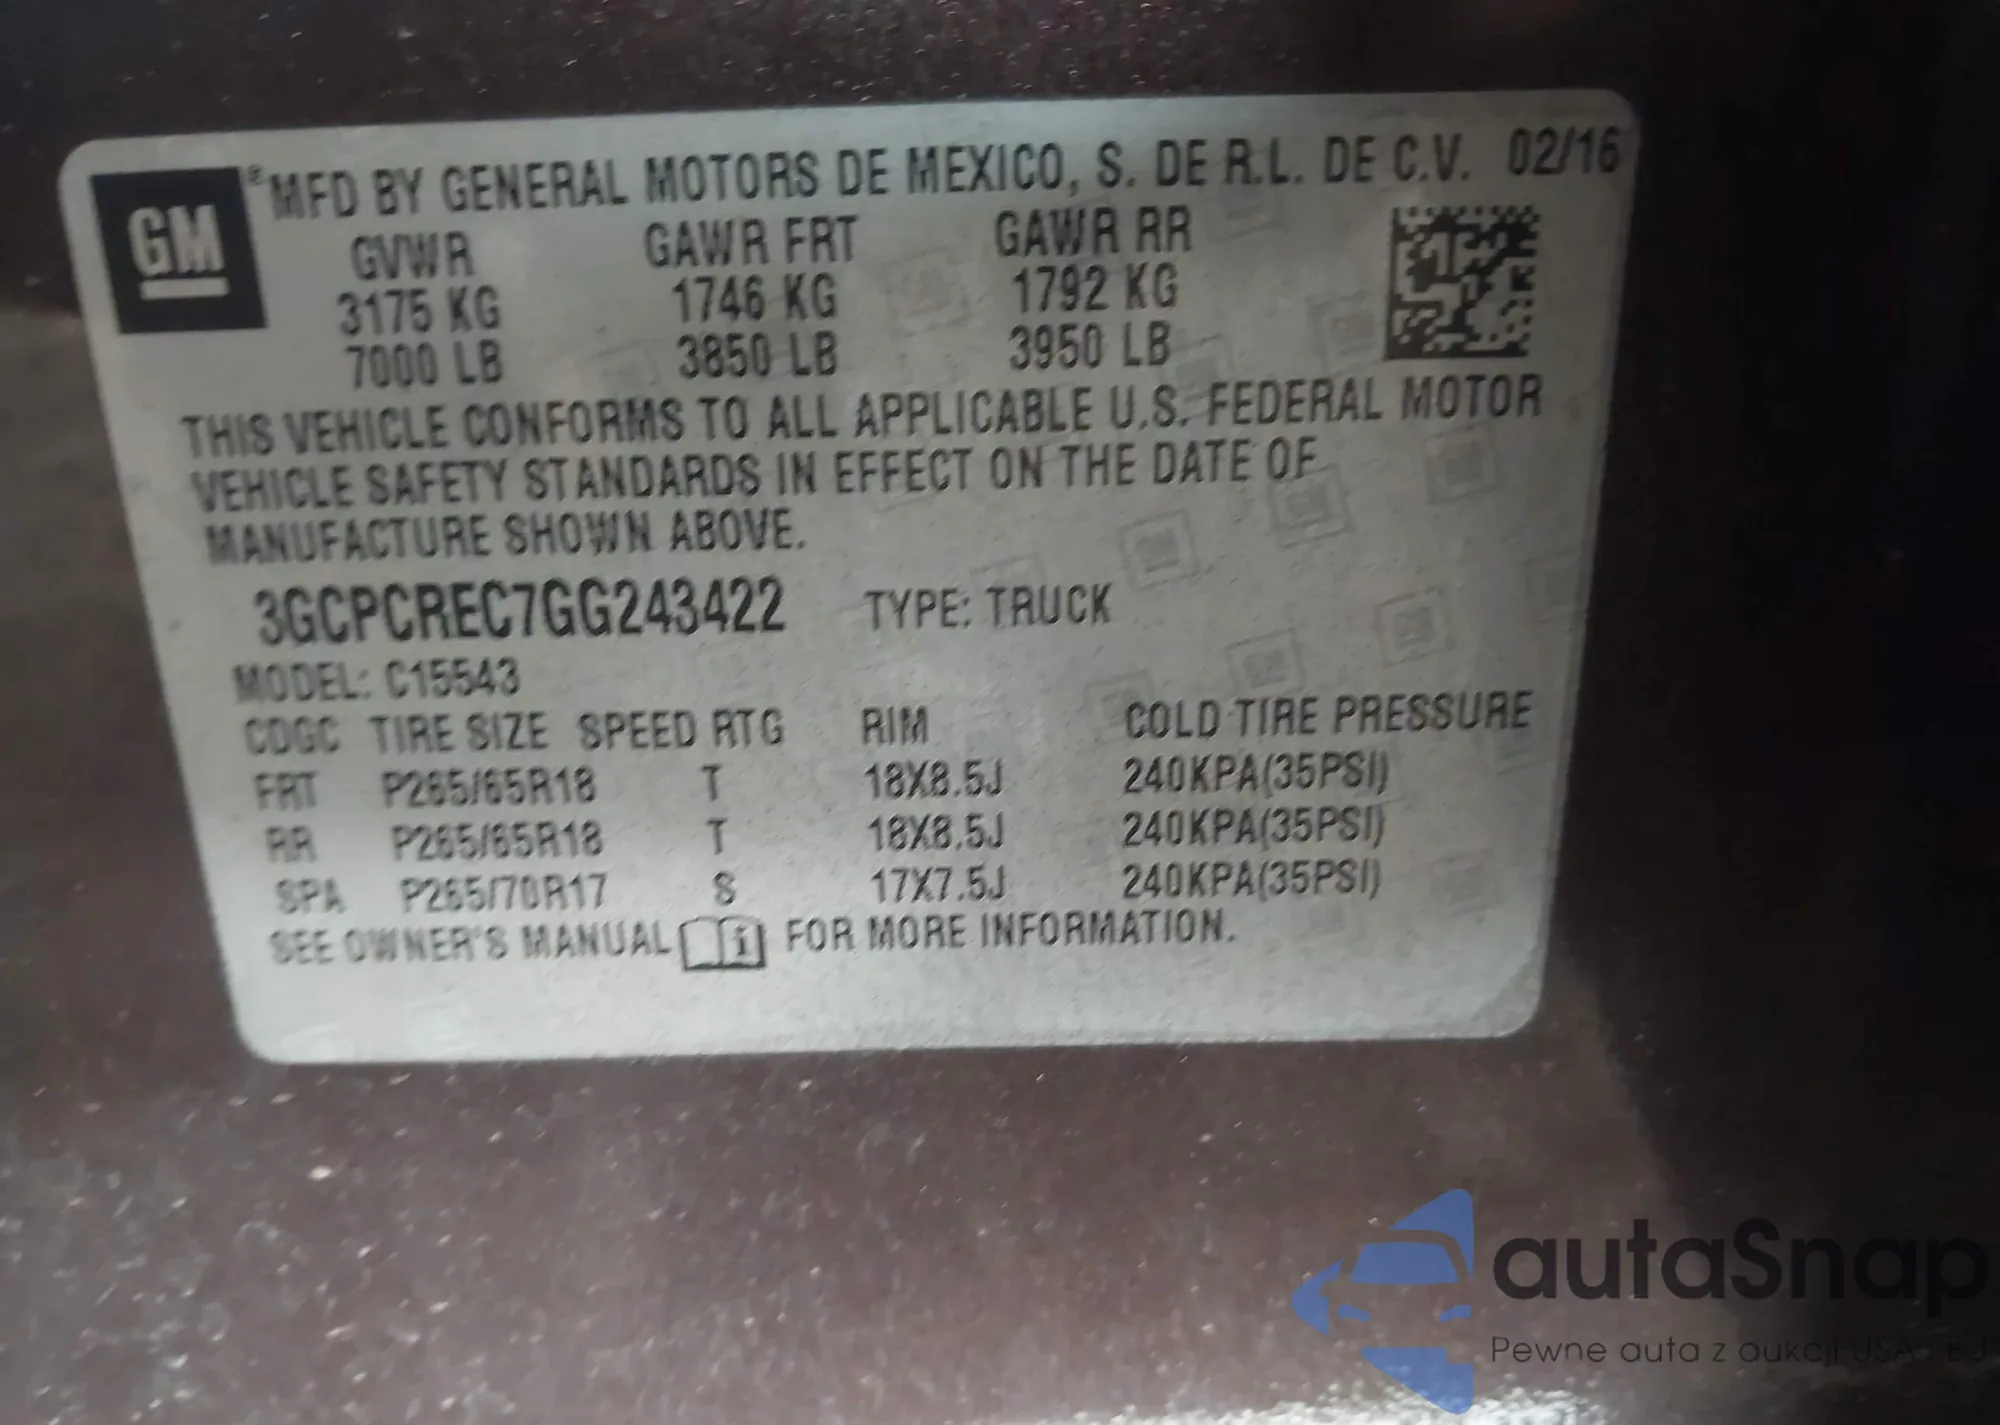 GM ® MFD BY GENERAL MOTORS DE MEXICO, S. DE R.L. DE C.V. 02/16
GVWR GAWR FRT GAWR RR
3175 KG 1746 KG 1792 KG
7000 LB 3850 LB 3950 LB
THIS VEHICLE CONFORMS TO ALL APPLICABLE U.S. FEDERAL MOTOR
VEHICLE SAFETY STANDARDS IN EFFECT ON THE DATE OF
MANUFACTURE SHOWN ABOVE.
3GCPCREC7GG243422 TYPE: TRUCK
MODEL: C15543
CDGC TIRE SIZE SPEED RTG RIM COLD TIRE PRESSURE
FRT P265/65R18 T 18X8.5J 240KPA(35PSI)
RR P265/65R18 T 18X8.5J 240KPA(35PSI)
SPA P265/70R17 S 17X7.5J 240KPA(35PSI)
SEE OWNER'S MANUAL i FOR MORE INFORMATION.
autaSnap
Pewne auta z aukcji USA